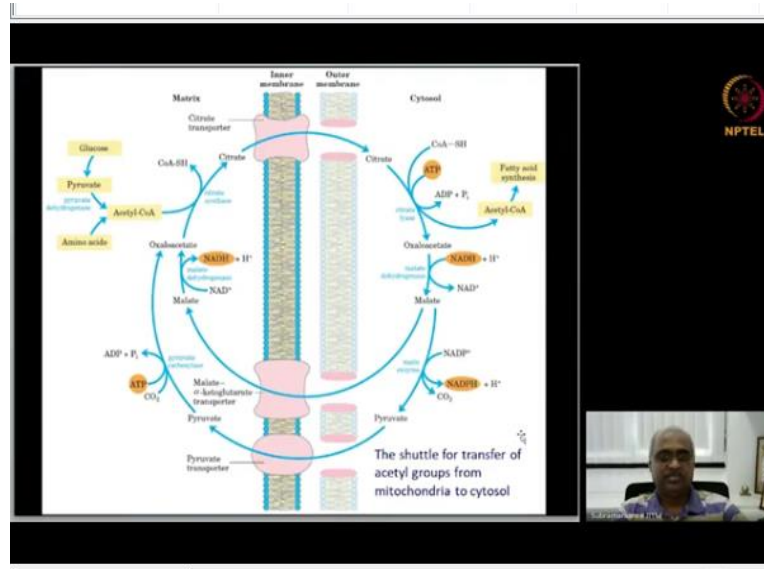 Inner
membrane
Outer
membrane
Matrix
Cytosol
Citrate
transporter
Glucose
Pyruvate
pyruvate
dehydrogenase
Acetyl-CoA
Amino acids
CoA-SH
Citrate
citrate
synthase
Oxaloacetate
NADH + H⁺
malate
dehydrogenase
NAD⁺
Malate
ADP + Pᵢ
pyruvate
carboxylase
ATP
CO₂
Pyruvate
Malate–
α-ketoglutarate
transporter
Pyruvate
transporter
Citrate
CoA—SH
ATP
ADP + Pᵢ
citrate
lyase
Fatty acid
synthesis
Acetyl-CoA
Oxaloacetate
NADH + H⁺
malate
dehydrogenase
NAD⁺
Malate
NADP⁺
malic
enzyme
NADPH + H⁺
CO₂
Pyruvate
The shuttle for transfer of
acetyl groups from
mitochondria to cytosol
NPTEL